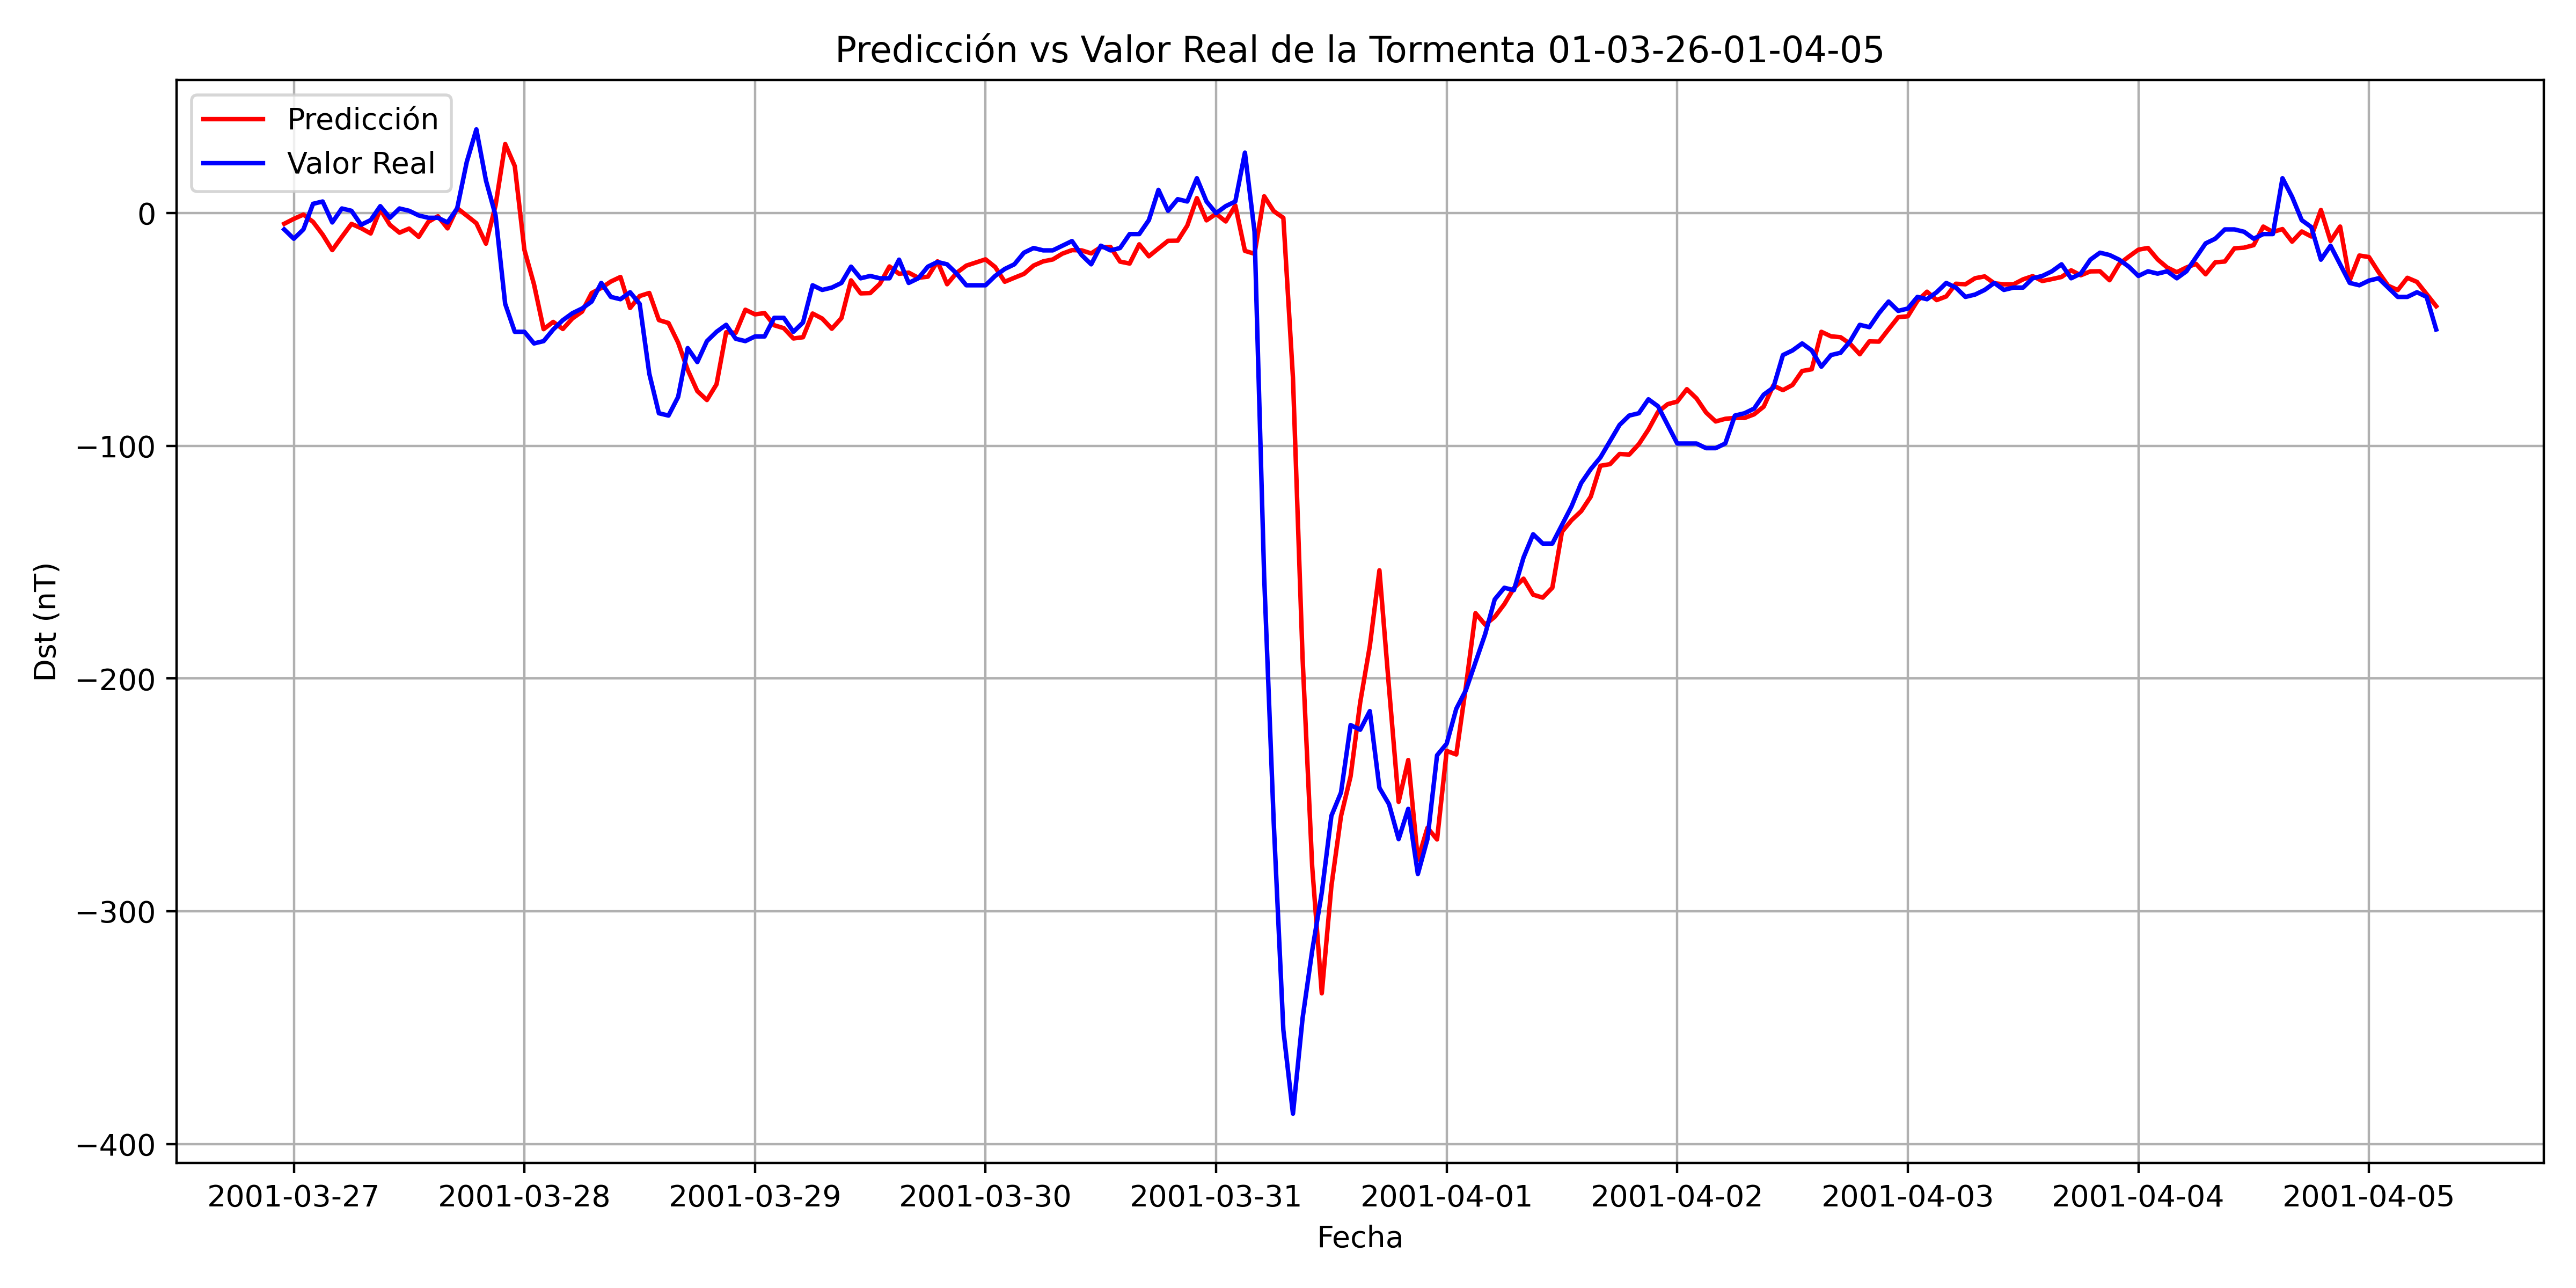 Predicción vs Valor Real de la Tormenta 01-03-26-01-04-05
Predicción
Valor Real
0
−100
−200
−300
−400
Dst (nT)
2001-03-27 2001-03-28 2001-03-29 2001-03-30 2001-03-31 2001-04-01 2001-04-02 2001-04-03 2001-04-04 2001-04-05
Fecha